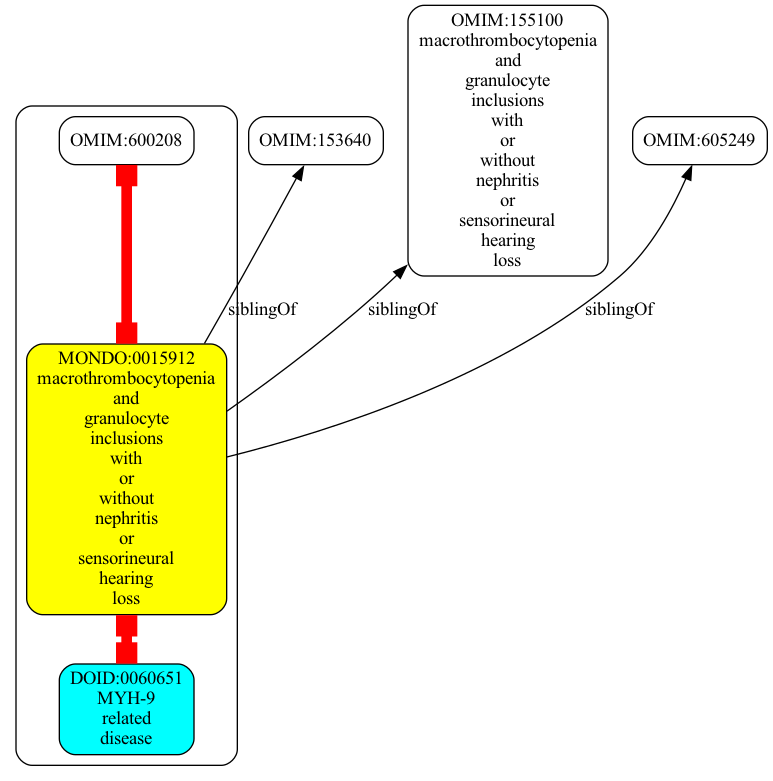 OMIM:155100
macrothrombocytopenia
and
granulocyte
inclusions
with
or
without
nephritis
or
sensorineural
hearing
loss
OMIM:600208
OMIM:153640
OMIM:605249
siblingOf
siblingOf
siblingOf
MONDO:0015912
macrothrombocytopenia
and
granulocyte
inclusions
with
or
without
nephritis
or
sensorineural
hearing
loss
DOID:0060651
MYH-9
related
disease